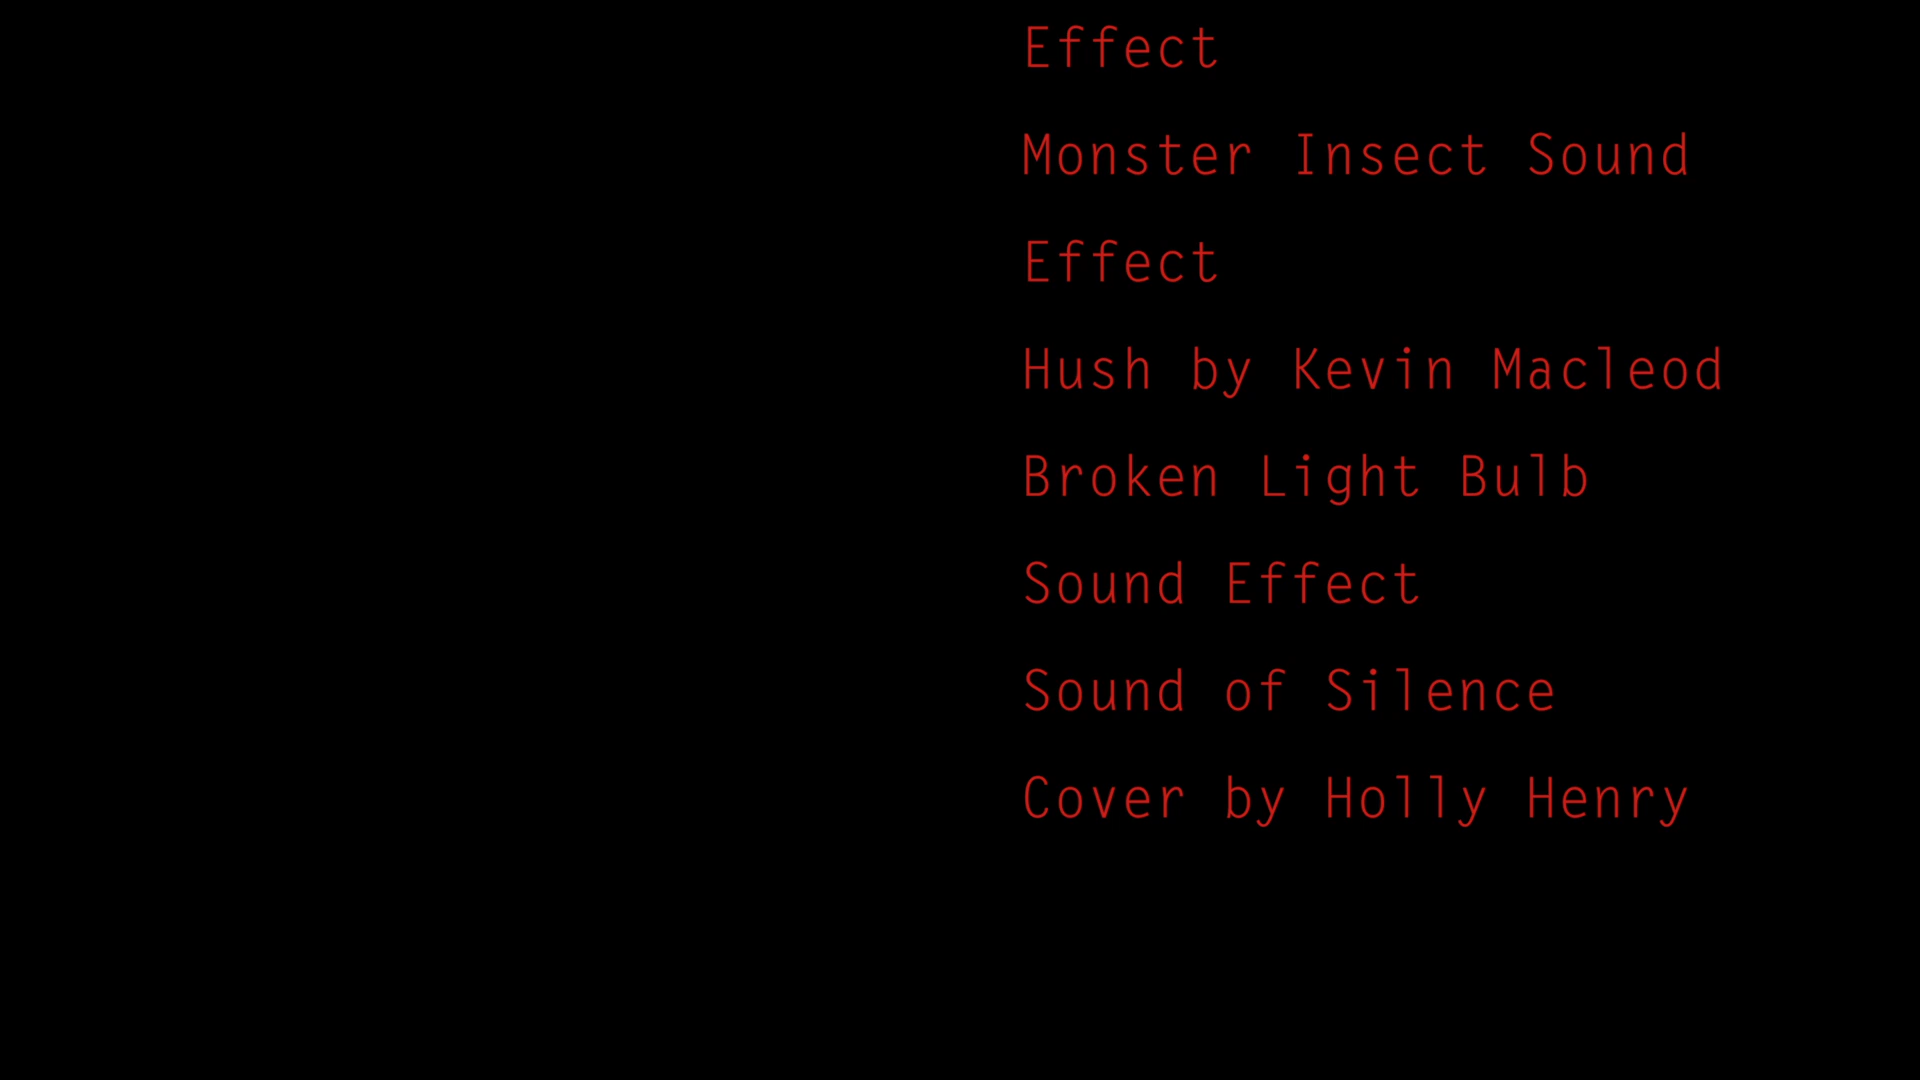 Effect
Monster Insect Sound
Effect
Hush by Kevin Macleod
Broken Light Bulb
Sound Effect
Sound of Silence
Cover by Holly Henry